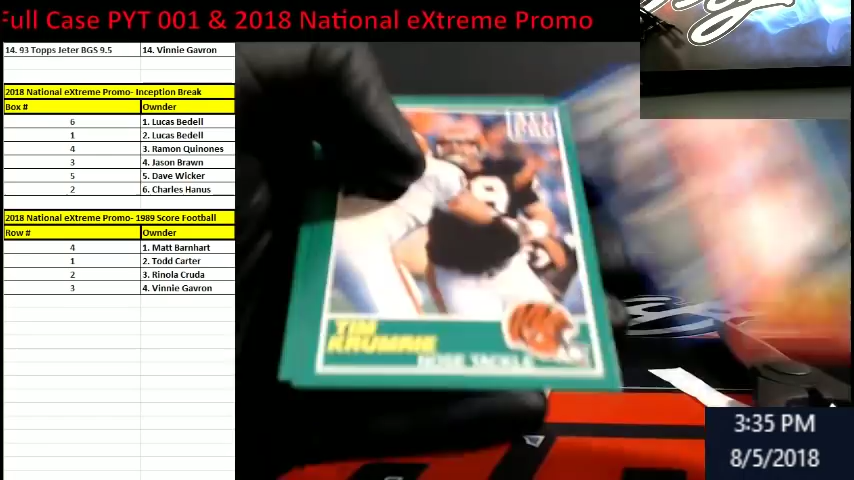 Full Case PYT 001 & 2018 National eXtreme Promo
14. 93 Topps Jeter BGS 9.5 14. Vinnie Gavron
2018 National eXtreme Promo- Inception Break
Box # Ownder
6 1. Lucas Bedell
1 2. Lucas Bedell
4 3. Ramon Quinones
3 4. Jason Brawn
5 5. Dave Wicker
2 6. Charles Hanus
2018 National eXtreme Promo- 1989 Score Football
Row # Ownder
4 1. Matt Barnhart
1 2. Todd Carter
2 3. Rinola Cruda
3 4. Vinnie Gavron
TIM
KRUMRIE
NOSE TACKLE
3:35 PM
8/5/2018